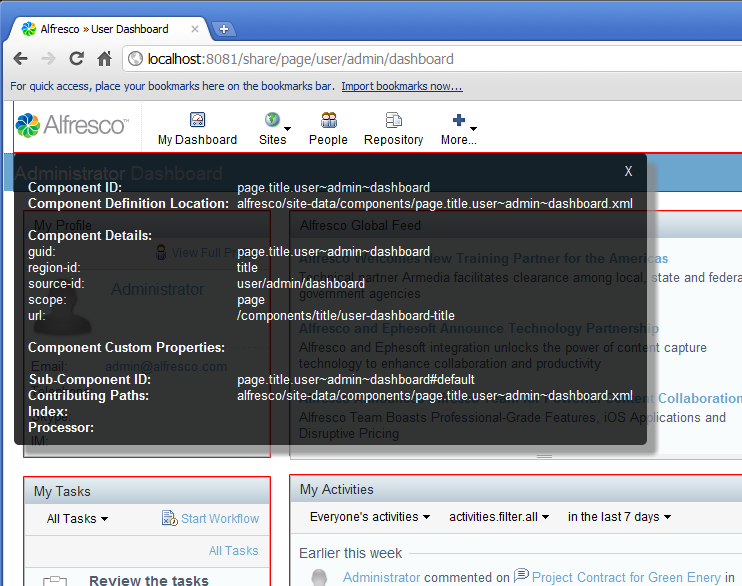 Alfresco » User Dashboard
localhost:8081/share/page/user/admin/dashboard
For quick access, place your bookmarks here on the bookmarks bar. Import bookmarks now...
Alfresco™
My Dashboard Sites People Repository More...
Administrator Dashboard
X
Component ID: page.title.user~admin~dashboard
Component Definition Location: alfresco/site-data/components/page.title.user~admin~dashboard.xml
My Profile
Alfresco Global Feed
Component Details:
guid: page.title.user~admin~dashboard
View Full Pr
Alfresco Welcomes New Training Partner for the Americas
region-id: title
Technical partner Armedia facilitates clearance among local, state and federa
source-id: user/admin/dashboard
Administrator
government agencies
scope: page
url: /components/title/user-dashboard-title
Alfresco and Ephesoft Announce Technology Partnership
Component Custom Properties:
Alfresco and Ephesoft integration unlocks the power of content capture
Email: admin@alfresco.com
technology to enhance collaboration and productivity
Sub-Component ID: page.title.user~admin~dashboard#default
Contributing Paths: alfresco/site-data/components/page.title.user~admin~dashboard.xml
Collaboration
Index:
Alfresco Team Boasts Professional-Grade Features, iOS Applications and
Processor:
Disruptive Pricing
IM:
My Tasks
My Activities
All Tasks Start Workflow
Everyone's activities activities.filter.all in the last 7 days
All Tasks
Earlier this week
Review the tasks
Administrator commented on Project Contract for Green Enery in